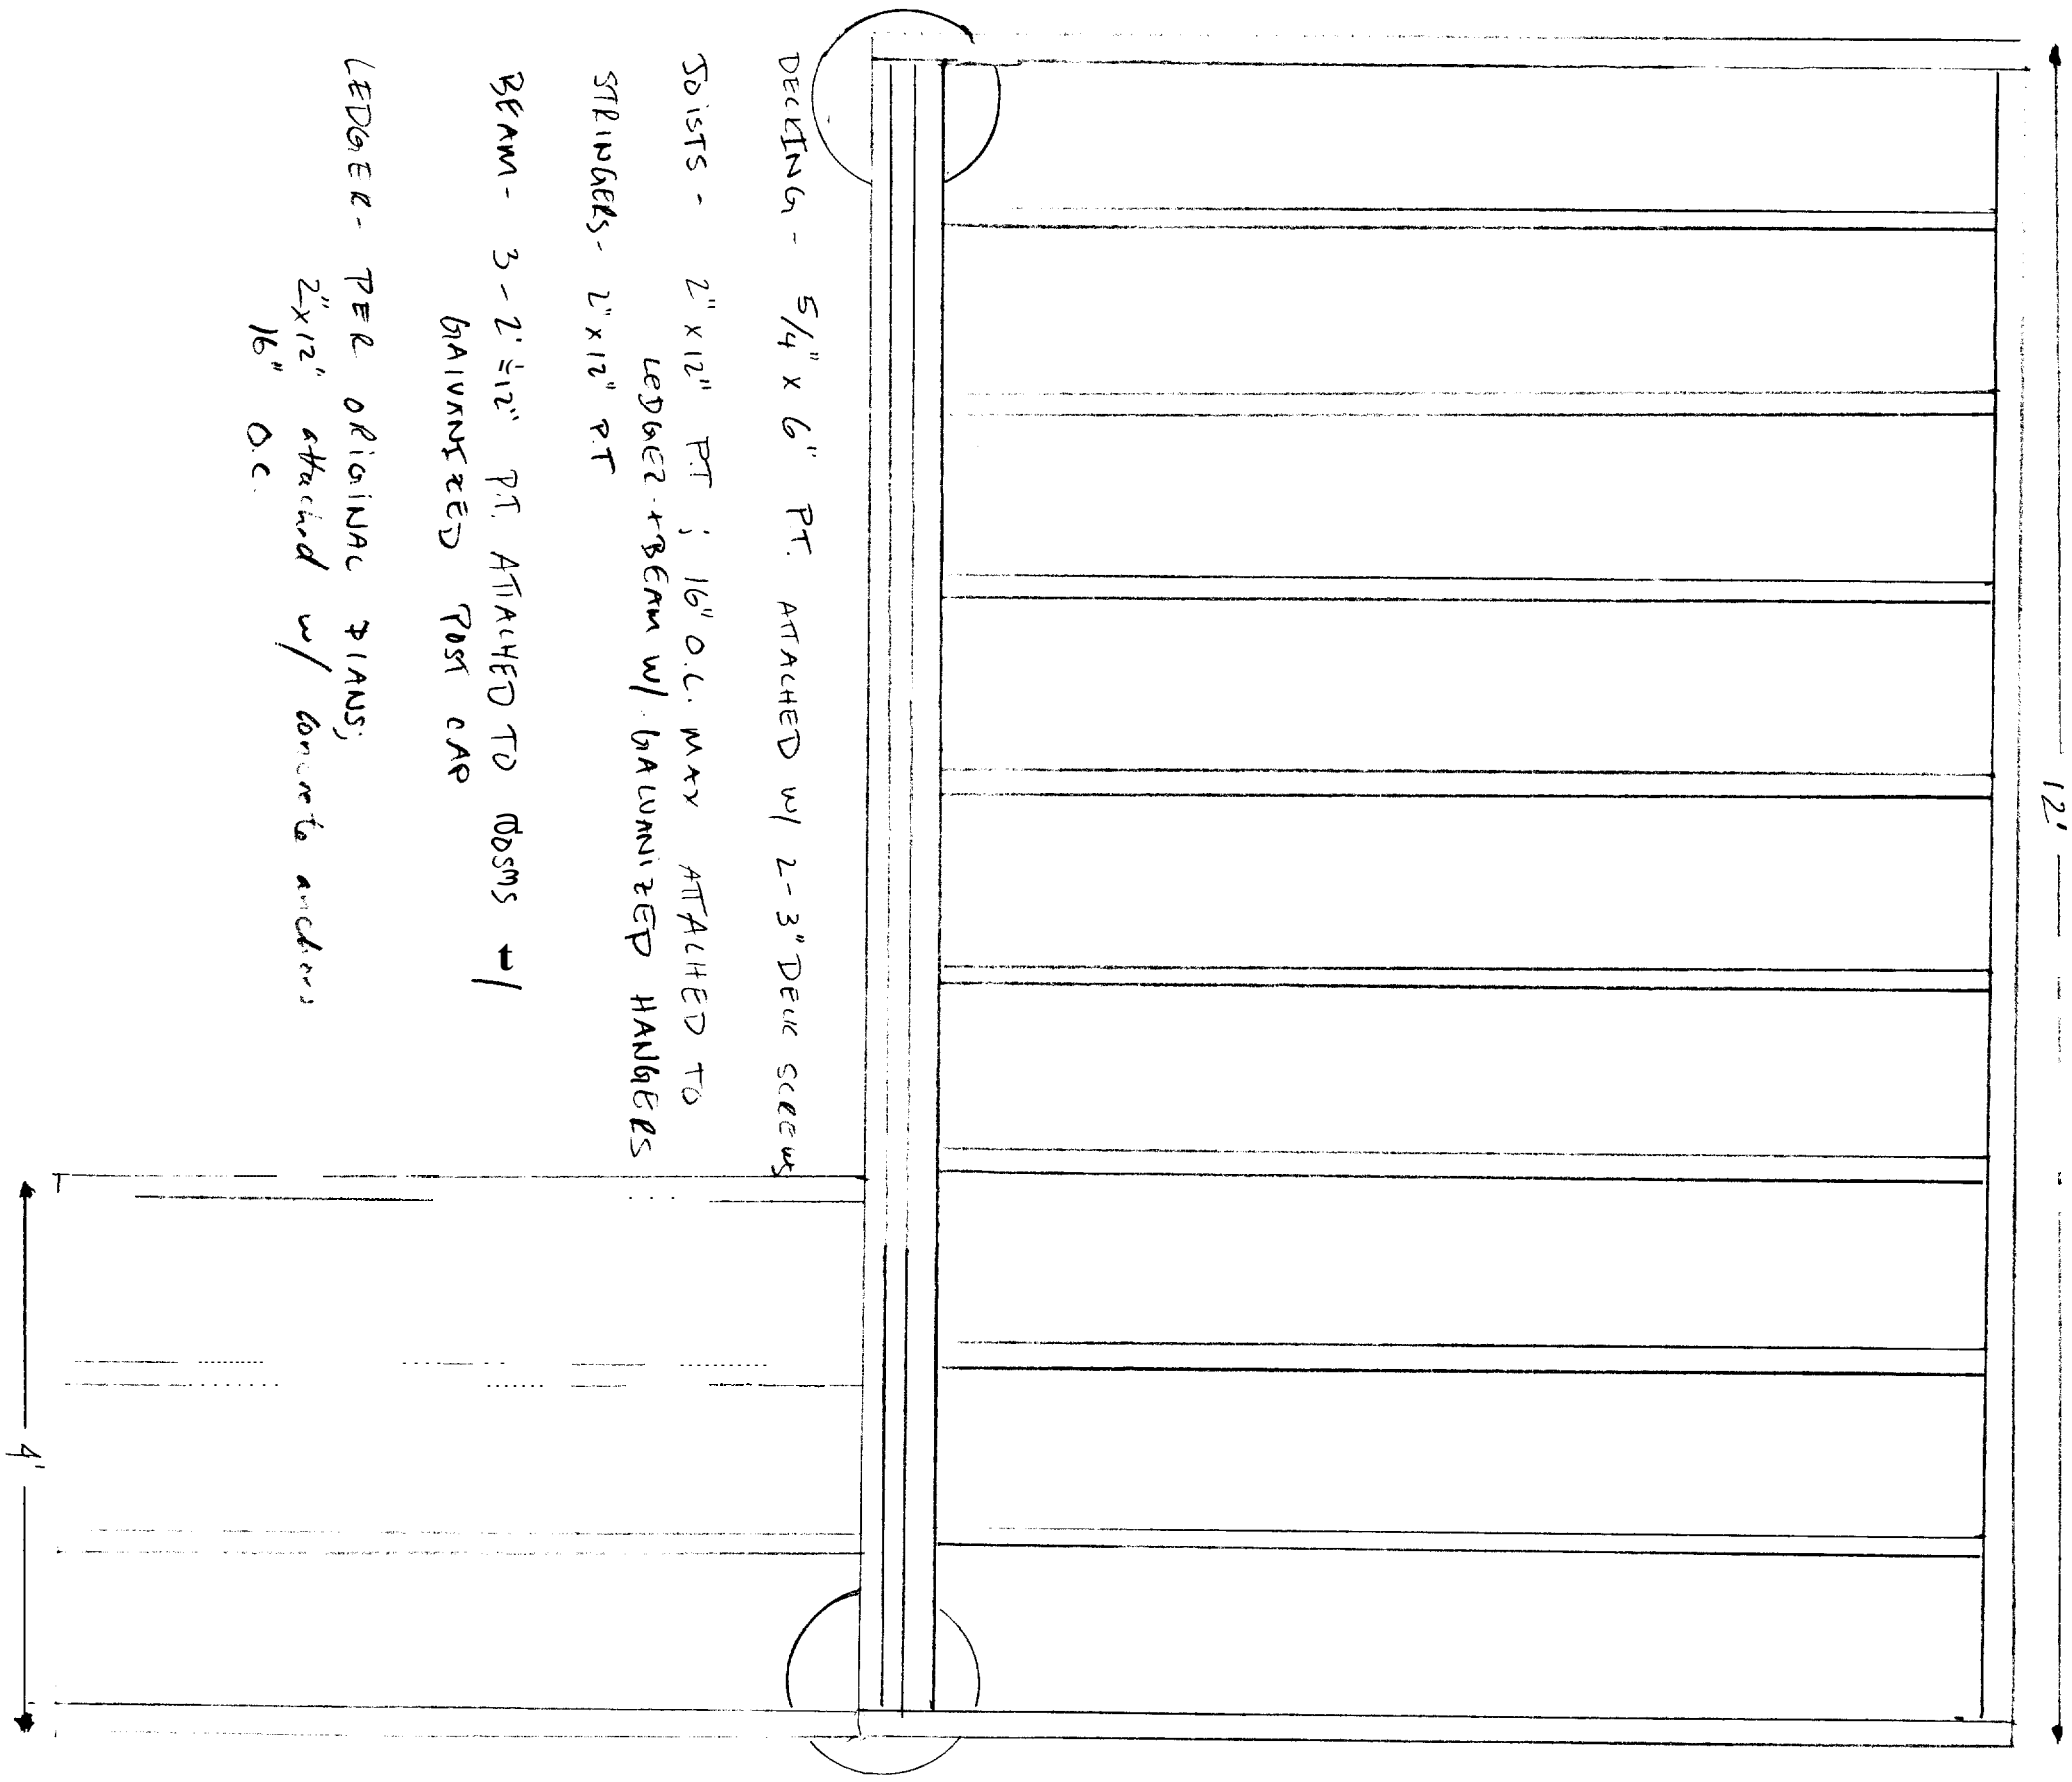 12'
DECKING - 5/4" x 6" P.T. ATTACHED W/ 2-3" DECK SCREWS
JOISTS - 2" x 12" P.T ; 16" O.C. MAX ATTACHED TO
LEDGER + BEAM W/ GALVANIZED HANGERS
STRINGERS - 2" x 12" P.T
BEAM - 3 - 2" x 12" P.T. ATTACHED TO
GALVANIZED POST CAP
LEDGER - PER ORIGINAL PLANS;
2" x 12" attached w/ concrete anchors
16" O.C.
4'